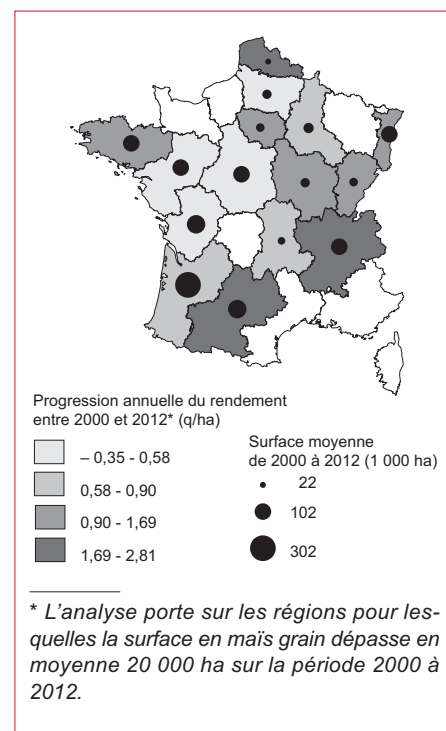 Progression annuelle du rendement
entre 2000 et 2012* (q/ha)
– 0,35 - 0,58
0,58 - 0,90
0,90 - 1,69
1,69 - 2,81
Surface moyenne
de 2000 à 2012 (1 000 ha)
22
102
302
* L'analyse porte sur les régions pour les-
quelles la surface en maïs grain dépasse en
moyenne 20 000 ha sur la période 2000 à
2012.